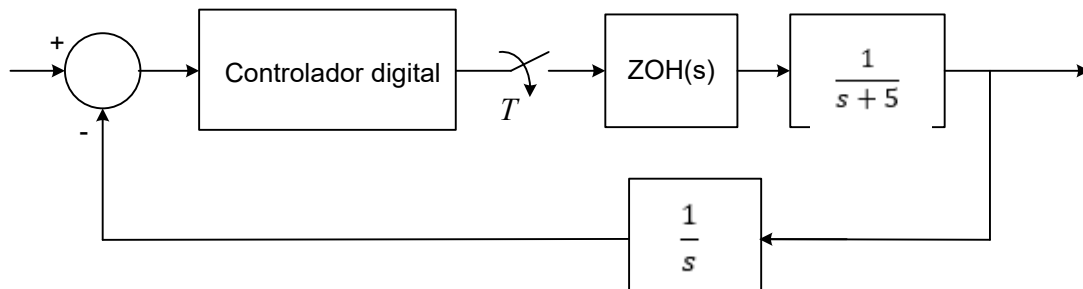 +
-
Controlador digital
T
ZOH(s)
1
s + 5
1
s